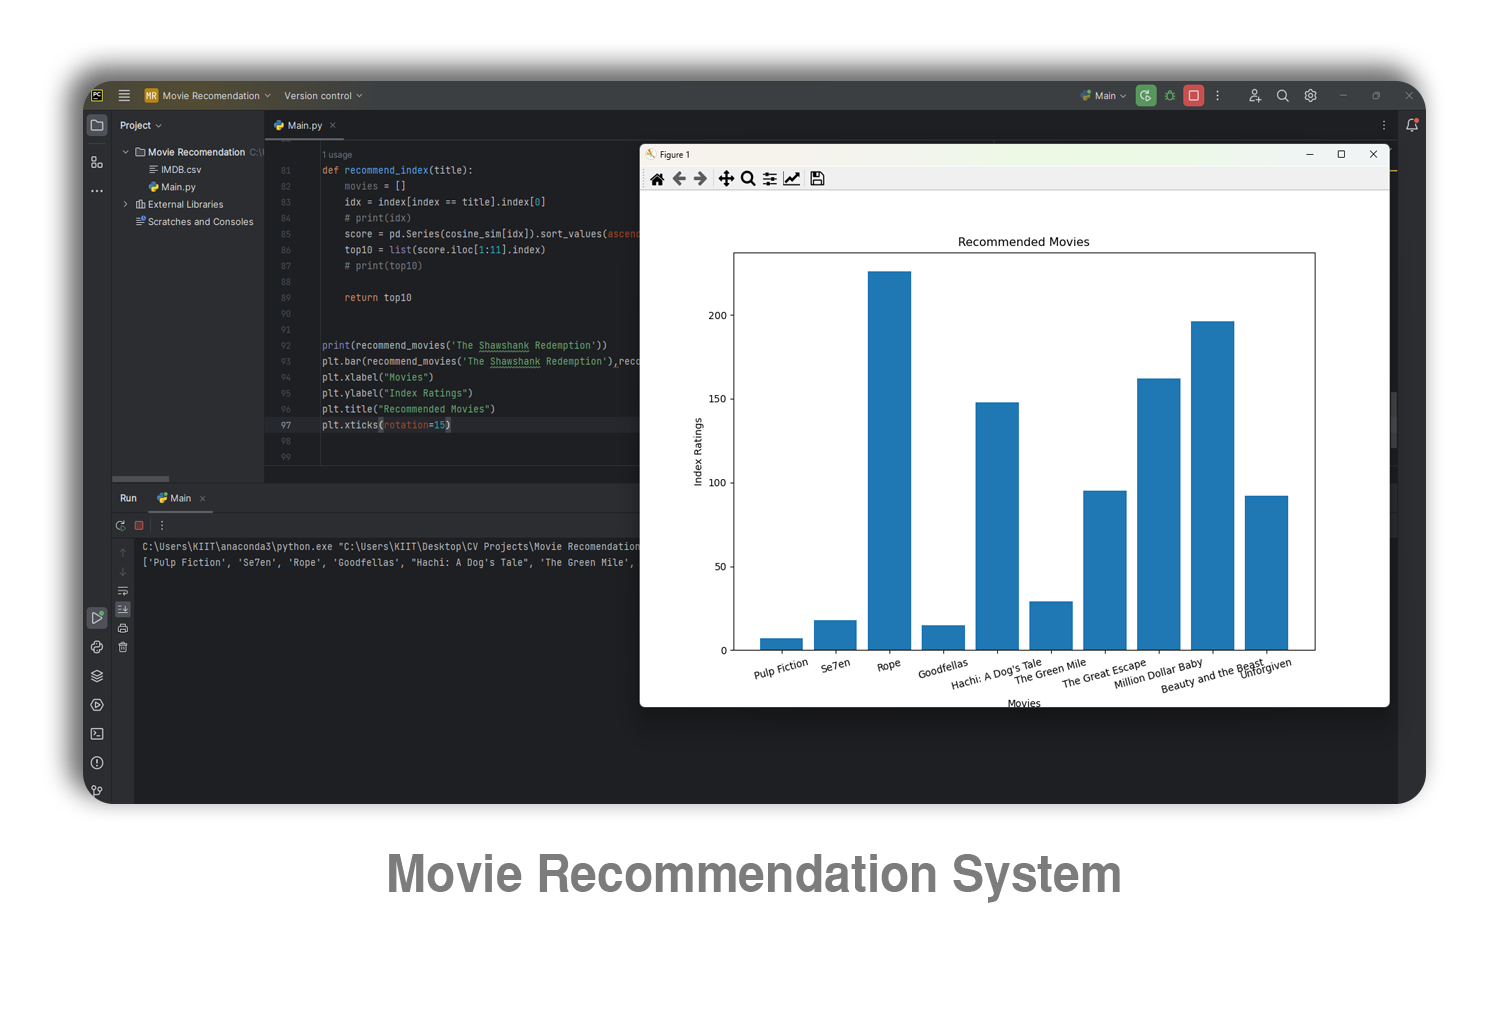 PC
MR Movie Recomendation
Version control
Main
Project
Main.py
Movie Recomendation C:\
IMDB.csv
Main.py
External Libraries
Scratches and Consoles
1 usage
81 def recommend_index(title):
82 movies = []
83 idx = index[index == title].index[0]
84 # print(idx)
85 score = pd.Series(cosine_sim[idx]).sort_values(ascend
86 top10 = list(score.iloc[1:11].index)
87 # print(top10)
88
89 return top10
90
91
92 print(recommend_movies('The Shawshank Redemption'))
93 plt.bar(recommend_movies('The Shawshank Redemption'),reco
94 plt.xlabel("Movies")
95 plt.ylabel("Index Ratings")
96 plt.title("Recommended Movies")
97 plt.xticks(rotation=15)
98
99
Figure 1
Recommended Movies
Index Ratings
200
150
100
50
0
Pulp Fiction
Se7en
Rope
Goodfellas
Hachi: A Dog's Tale
The Green Mile
The Great Escape
Million Dollar Baby
Beauty and the Beast
Unforgiven
Movies
Run
Main
C:\Users\KIIT\anaconda3\python.exe "C:\Users\KIIT\Desktop\CV Projects\Movie Recomendation
['Pulp Fiction', 'Se7en', 'Rope', 'Goodfellas', "Hachi: A Dog's Tale", 'The Green Mile',
Movie Recommendation System